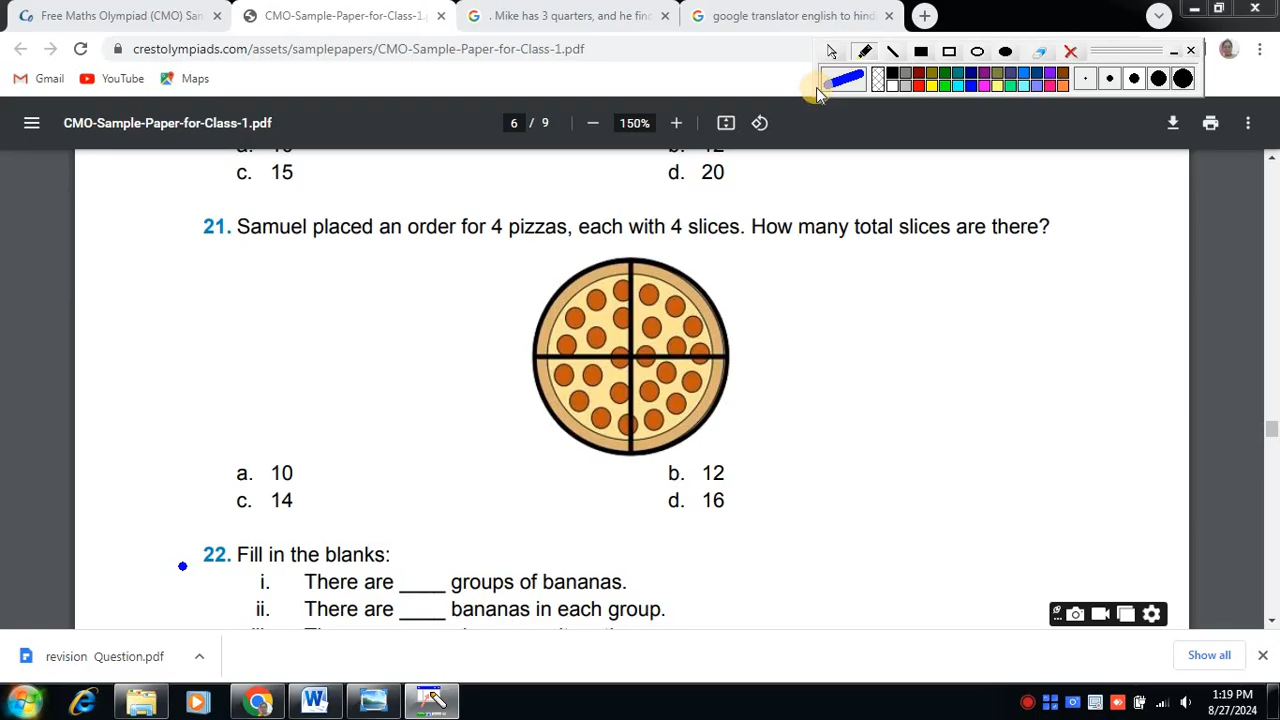 Free Maths Olympiad (CMO) Sam
CMO-Sample-Paper-for-Class-1.p
. Mike has 3 quarters, and he find
google translator english to hind
crestolympiads.com/assets/samplepapers/CMO-Sample-Paper-for-Class-1.pdf
Gmail
YouTube
Maps
CMO-Sample-Paper-for-Class-1.pdf
6 / 9
150%
c. 15
d. 20
21. Samuel placed an order for 4 pizzas, each with 4 slices. How many total slices are there?
a. 10
b. 12
c. 14
d. 16
22. Fill in the blanks:
i. There are ____ groups of bananas.
ii. There are ____ bananas in each group.
revision Question.pdf
Show all
1:19 PM
8/27/2024